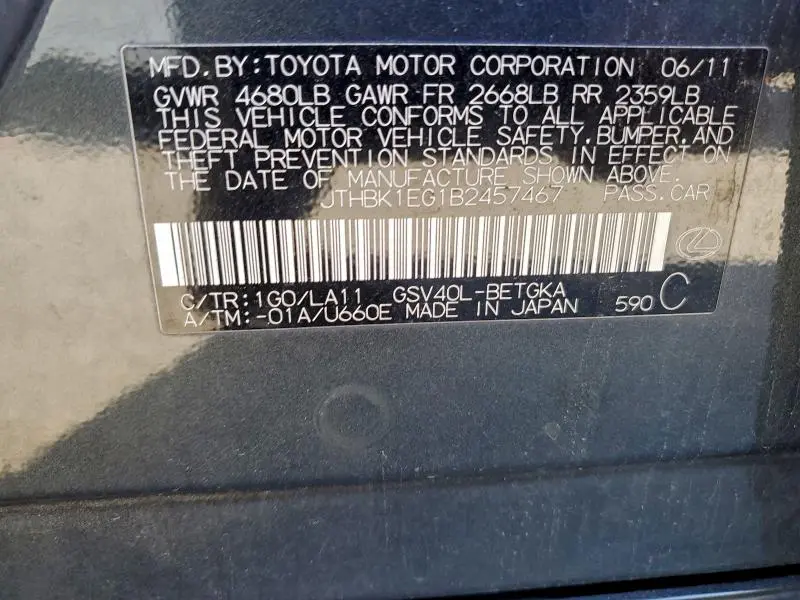 MFD. BY: TOYOTA MOTOR CORPORATION 06/11
GVWR 4680LB GAWR FR 2668LB RR 2359LB
THIS VEHICLE CONFORMS TO ALL APPLICABLE
FEDERAL MOTOR VEHICLE SAFETY, BUMPER, AND
THEFT PREVENTION STANDARDS IN EFFECT ON
THE DATE OF MANUFACTURE SHOWN ABOVE.
JTHBK1EG1B2457467 PASS. CAR
C/TR: 1G0/LA11 GSV40L-BETGKA
A/TM: -01A/U660E MADE IN JAPAN 590 C